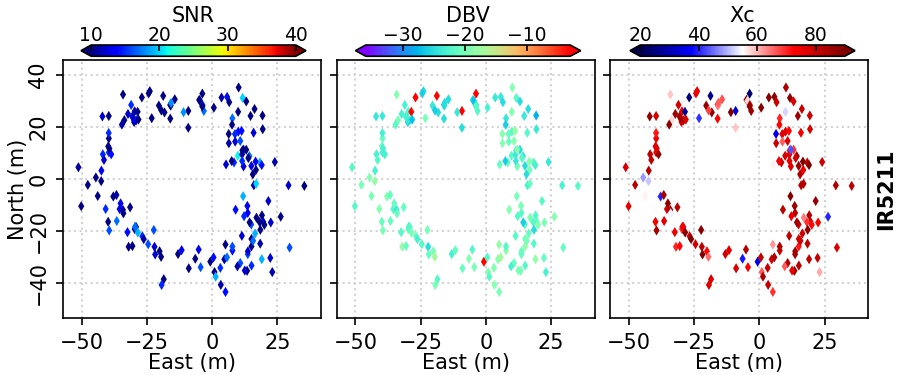 SNR DBV Xc
10 20 30 40 −30 −20 −10 20 40 60 80
40
20
0
−20
−40
North (m)
IR5211
−50 −25 0 25 −50 −25 0 25 −50 −25 0 25
East (m) East (m) East (m)